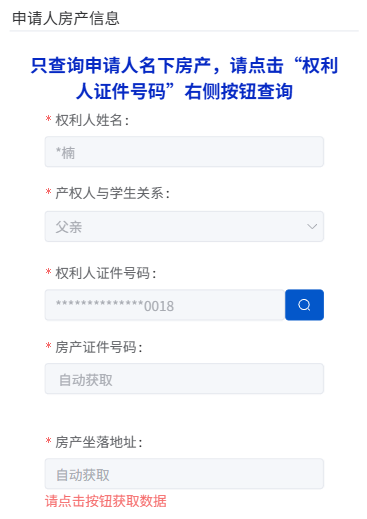 申请人房产信息
只查询申请人名下房产，请点击“权利
人证件号码”右侧按钮查询
* 权利人姓名：
*楠
* 产权人与学生关系：
父亲
* 权利人证件号码：
**************0018
* 房产证件号码：
自动获取
* 房产坐落地址：
自动获取
请点击按钮获取数据